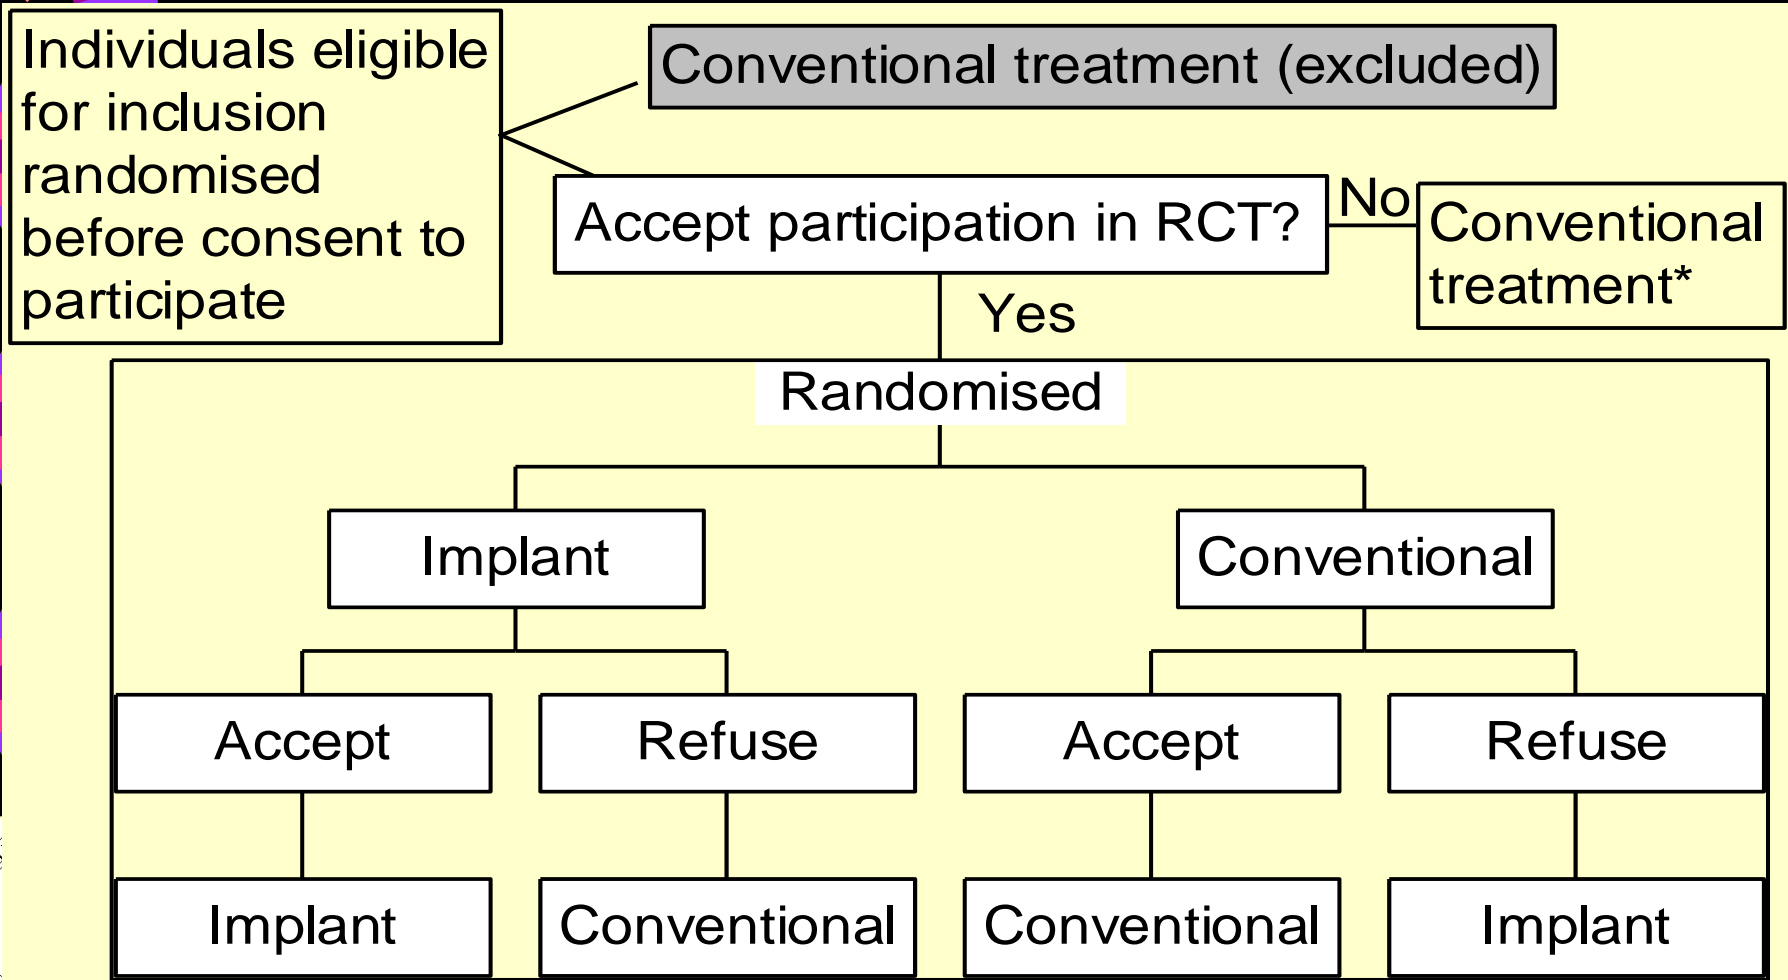 Individuals eligible
for inclusion
randomised
before consent to
participate
Conventional treatment (excluded)
Accept participation in RCT?
No
Conventional
treatment*
Yes
Randomised
Implant
Conventional
Accept
Refuse
Accept
Refuse
Implant
Conventional
Conventional
Implant